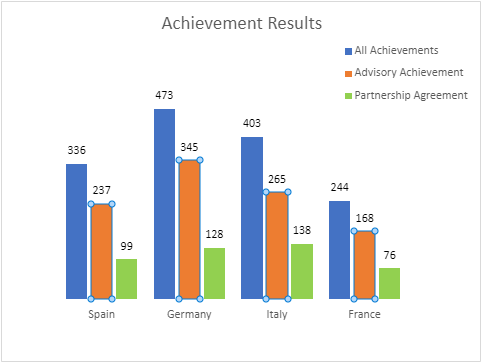 Achievement Results
All Achievements
Advisory Achievement
Partnership Agreement
336
237
99
473
345
128
403
265
138
244
168
76
Spain Germany Italy France